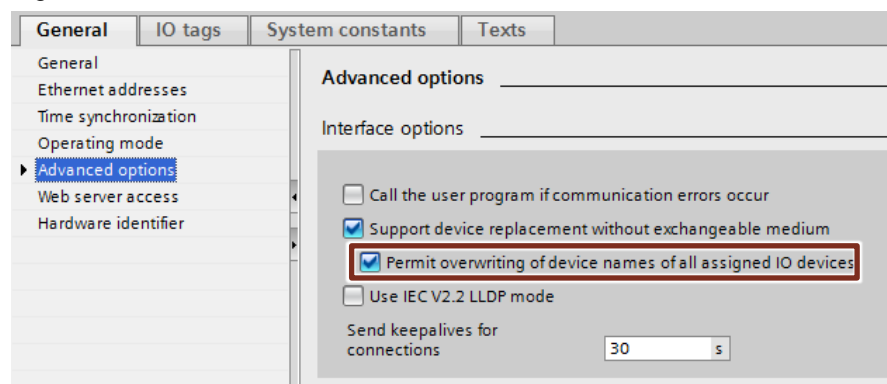 General IO tags System constants Texts
General
Ethernet addresses
Time synchronization
Operating mode
Advanced options
Web server access
Hardware identifier
Advanced options
Interface options
Call the user program if communication errors occur
Support device replacement without exchangeable medium
Permit overwriting of device names of all assigned IO devices
Use IEC V2.2 LLDP mode
Send keepalives for
connections 30 s